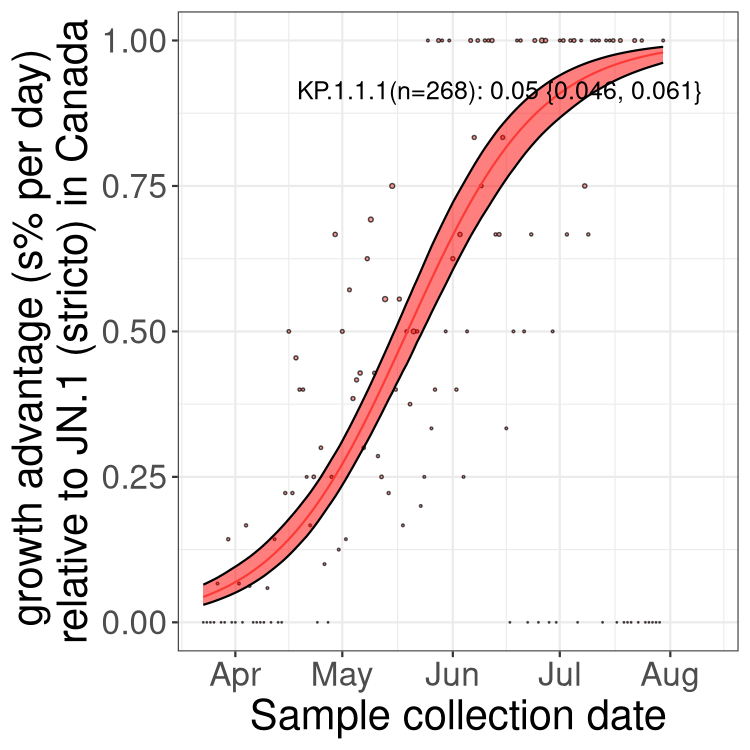 growth advantage (s% per day)
relative to JN.1 (stricto) in Canada
1.00
0.75
0.50
0.25
0.00
KP.1.1.1(n=268): 0.05 {0.046, 0.061}
Apr May Jun Jul Aug
Sample collection date